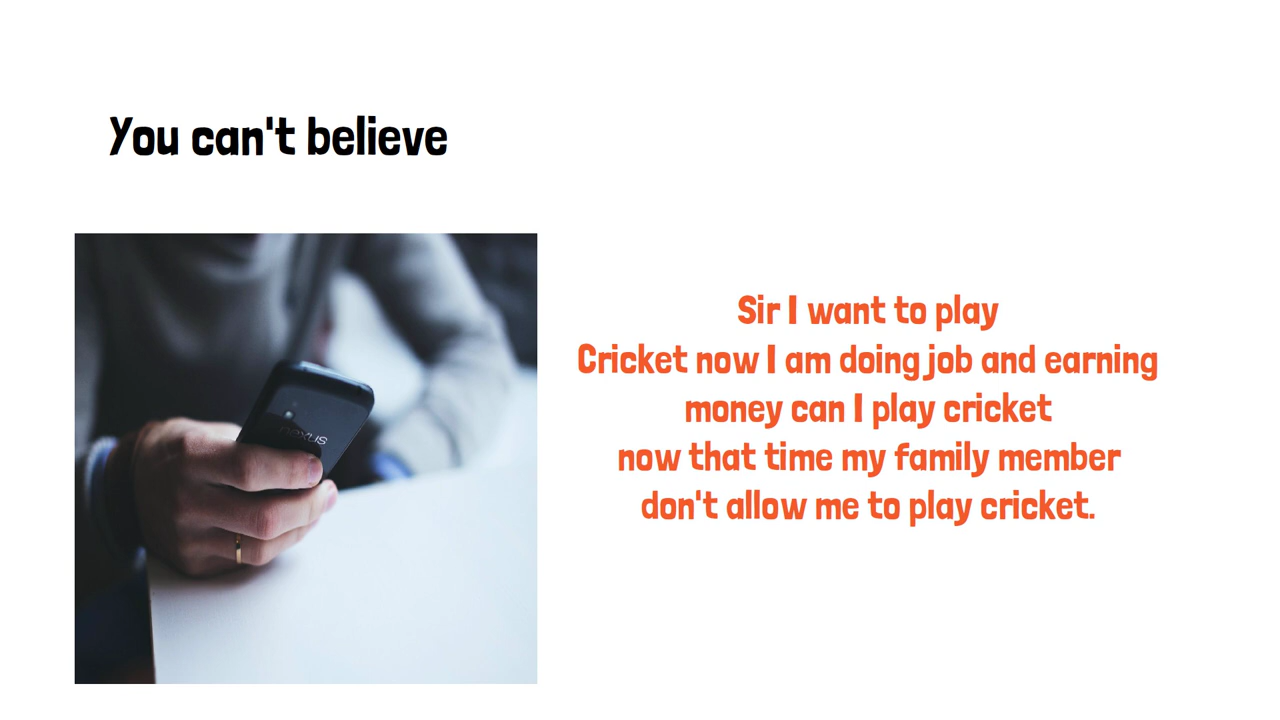 You can't believe
Sir I want to play
Cricket now I am doing job and earning
money can I play cricket
now that time my family member
don't allow me to play cricket.
nexus